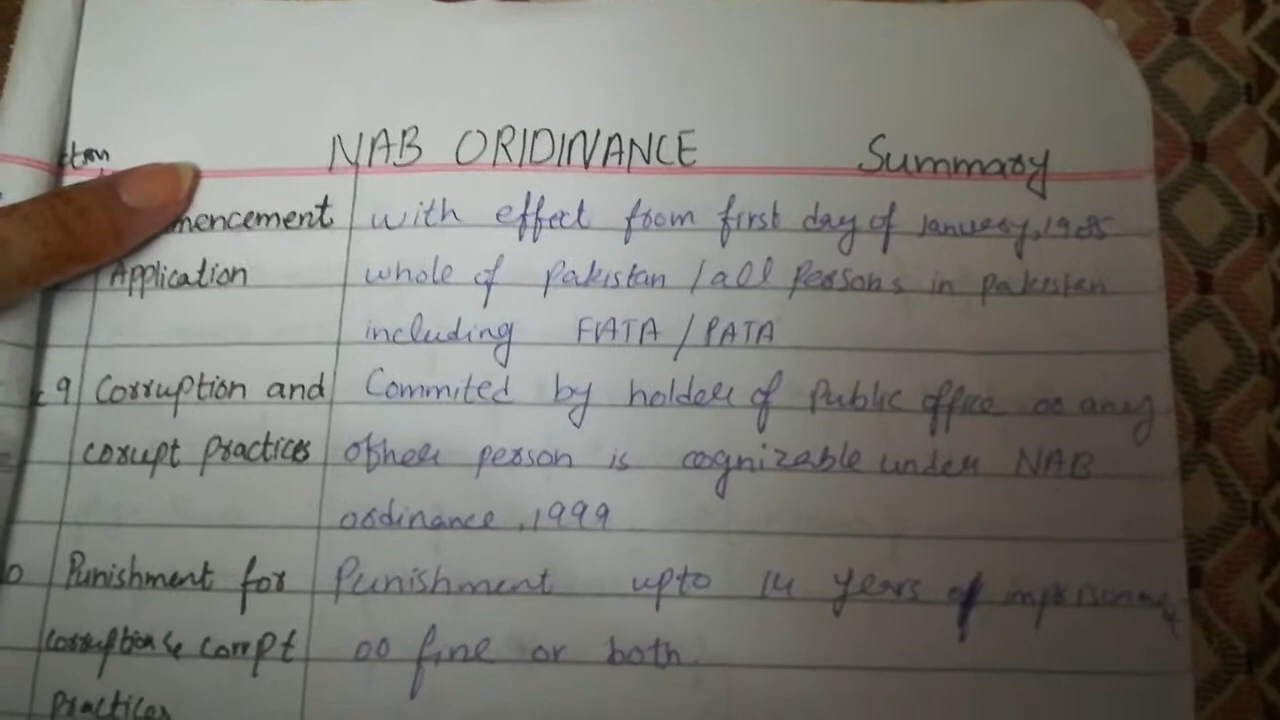 ction NAB ORIDINANCE Summary
mencement with effect from first day of January, 1985
Application whole of Pakistan / all Persons in Pakistan
including FATA / PATA
9 Corruption and Commited by holder of Public office or any
corupt practices other person is cognizable under NAB
ordinance, 1999
0 Punishment for Punishment upto 14 years of
corruption & corrpt or fine or both.
Practices